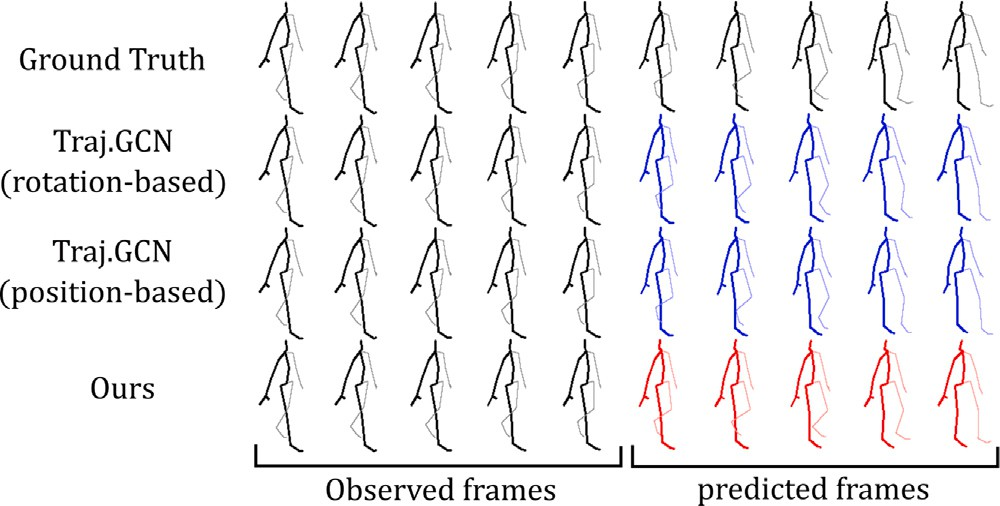 Ground Truth
Traj.GCN
(rotation-based)
Traj.GCN
(position-based)
Ours
Observed frames
predicted frames